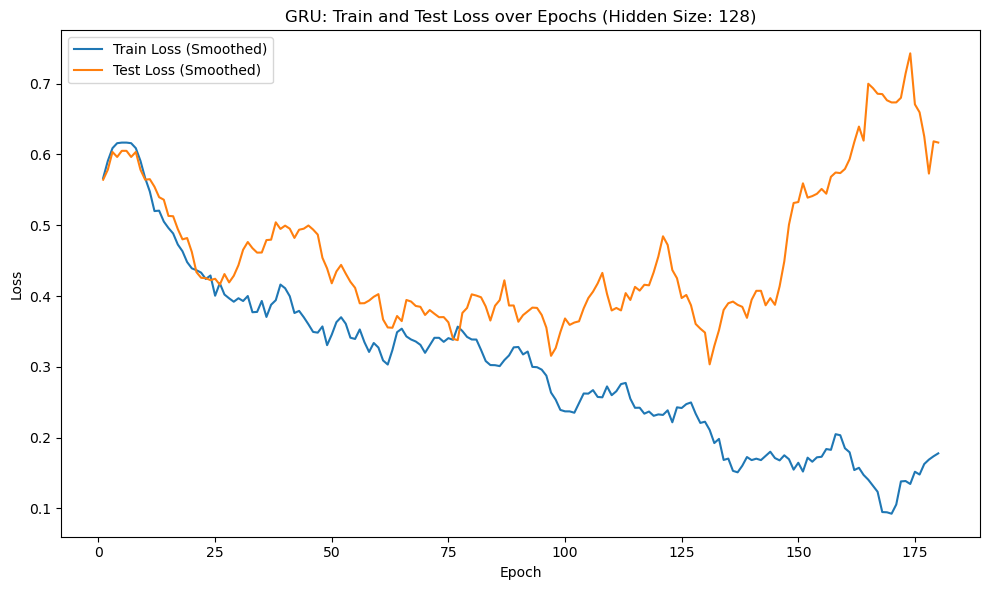 GRU: Train and Test Loss over Epochs (Hidden Size: 128)
Train Loss (Smoothed)
Test Loss (Smoothed)
Loss
0.7
0.6
0.5
0.4
0.3
0.2
0.1
0 25 50 75 100 125 150 175
Epoch